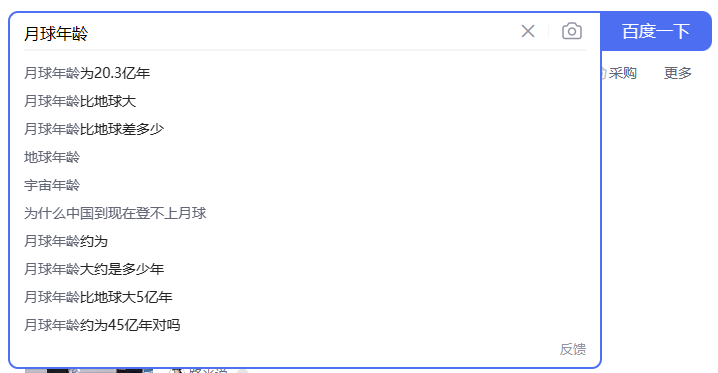 月球年龄
百度一下
采购 更多
月球年龄为20.3亿年
月球年龄比地球大
月球年龄比地球差多少
地球年龄
宇宙年龄
为什么中国到现在登不上月球
月球年龄约为
月球年龄大约是多少年
月球年龄比地球大5亿年
月球年龄约为45亿年对吗
反馈